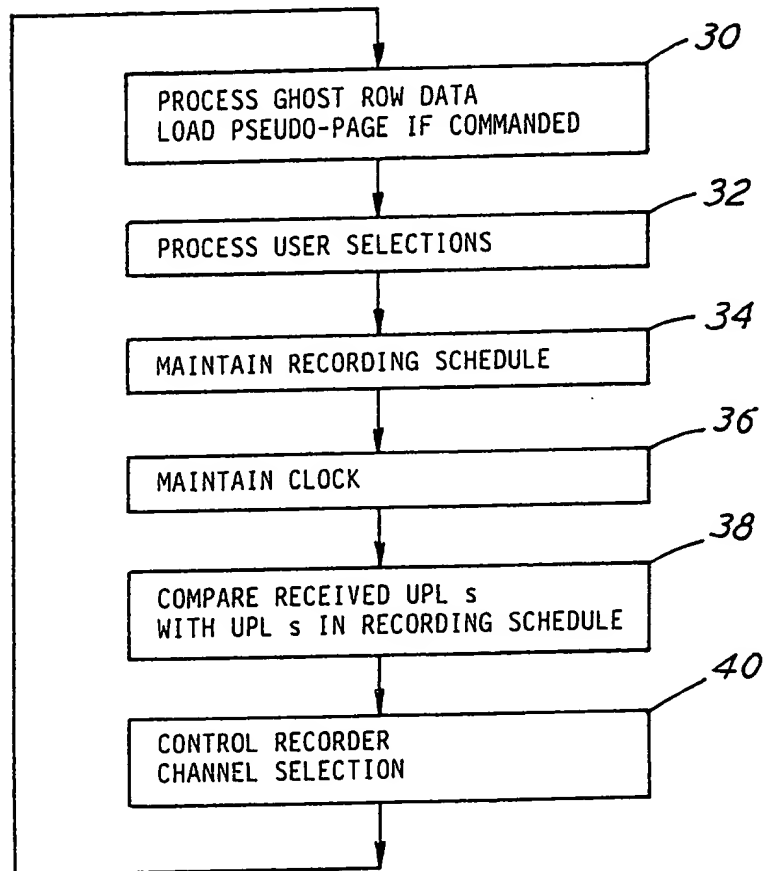 30
PROCESS GHOST ROW DATA
LOAD PSEUDO-PAGE IF COMMANDED
32
PROCESS USER SELECTIONS
34
MAINTAIN RECORDING SCHEDULE
36
MAINTAIN CLOCK
38
COMPARE RECEIVED UPL s
WITH UPL s IN RECORDING SCHEDULE
40
CONTROL RECORDER
CHANNEL SELECTION